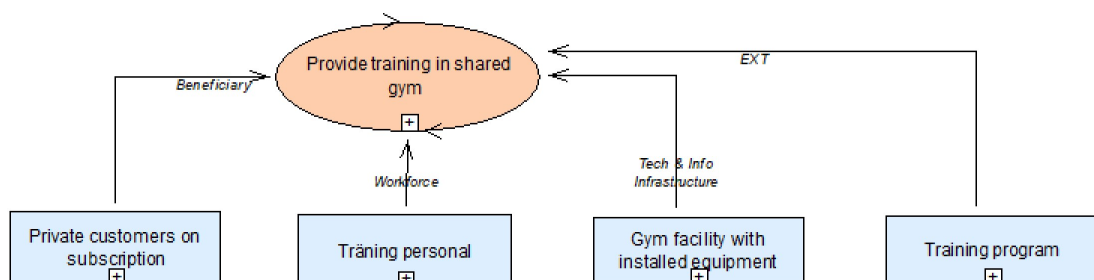 Provide training in shared
gym
EXT
Beneficiary
Tech & Info
Infrastructure
Workforce
Private customers on
subscription
Träning personal
Gym facility with
installed equipment
Training program